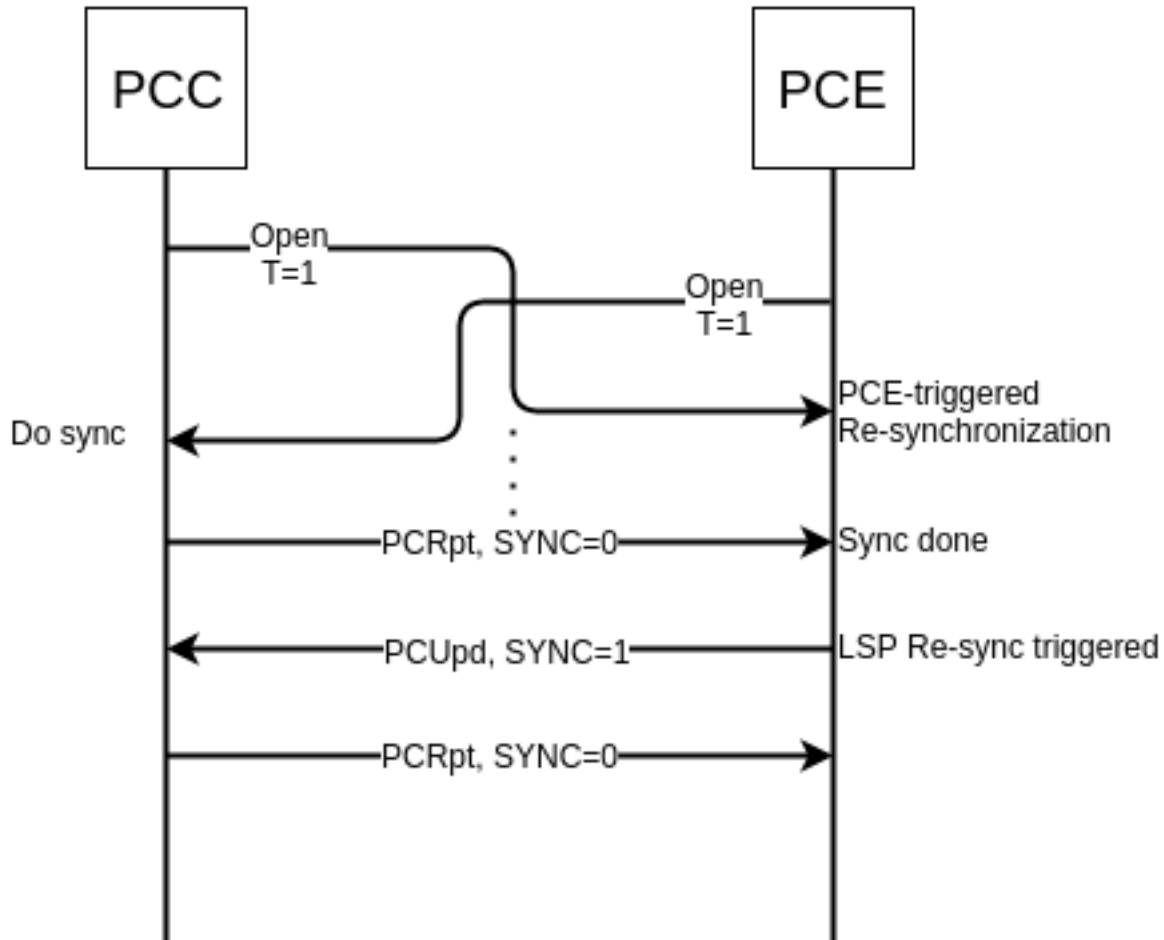 PCC
PCE
Open
T=1
Open
T=1
PCE-triggered
Re-synchronization
Do sync
PCRpt, SYNC=0
Sync done
PCUpd, SYNC=1
LSP Re-sync triggered
PCRpt, SYNC=0